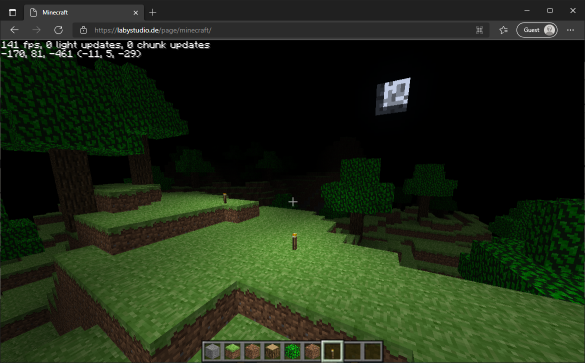 Minecraft
https://labystudio.de/page/minecraft/
Guest
141 fps, 0 light updates, 0 chunk updates
-170, 81, -461 (-11, 5, -29)